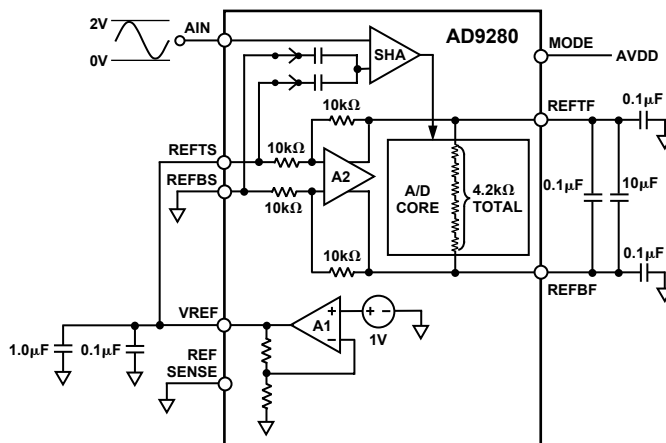 2V
0V
AIN
AD9280
SHA
MODE
AVDD
10kΩ
REFTF
0.1µF
REFTS
10kΩ
REFBS
A2
10kΩ
A/D
CORE
4.2kΩ
TOTAL
0.1µF
10µF
10kΩ
0.1µF
REFBF
VREF
A1
+
–
+ –
1V
1.0µF
0.1µF
REF
SENSE